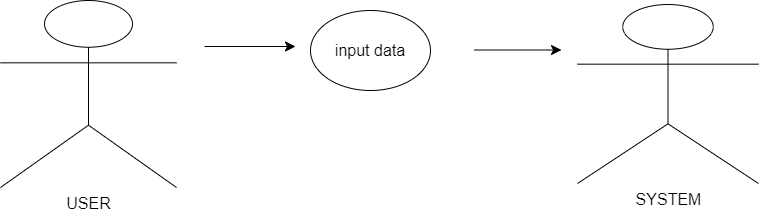 input data
USER
SYSTEM